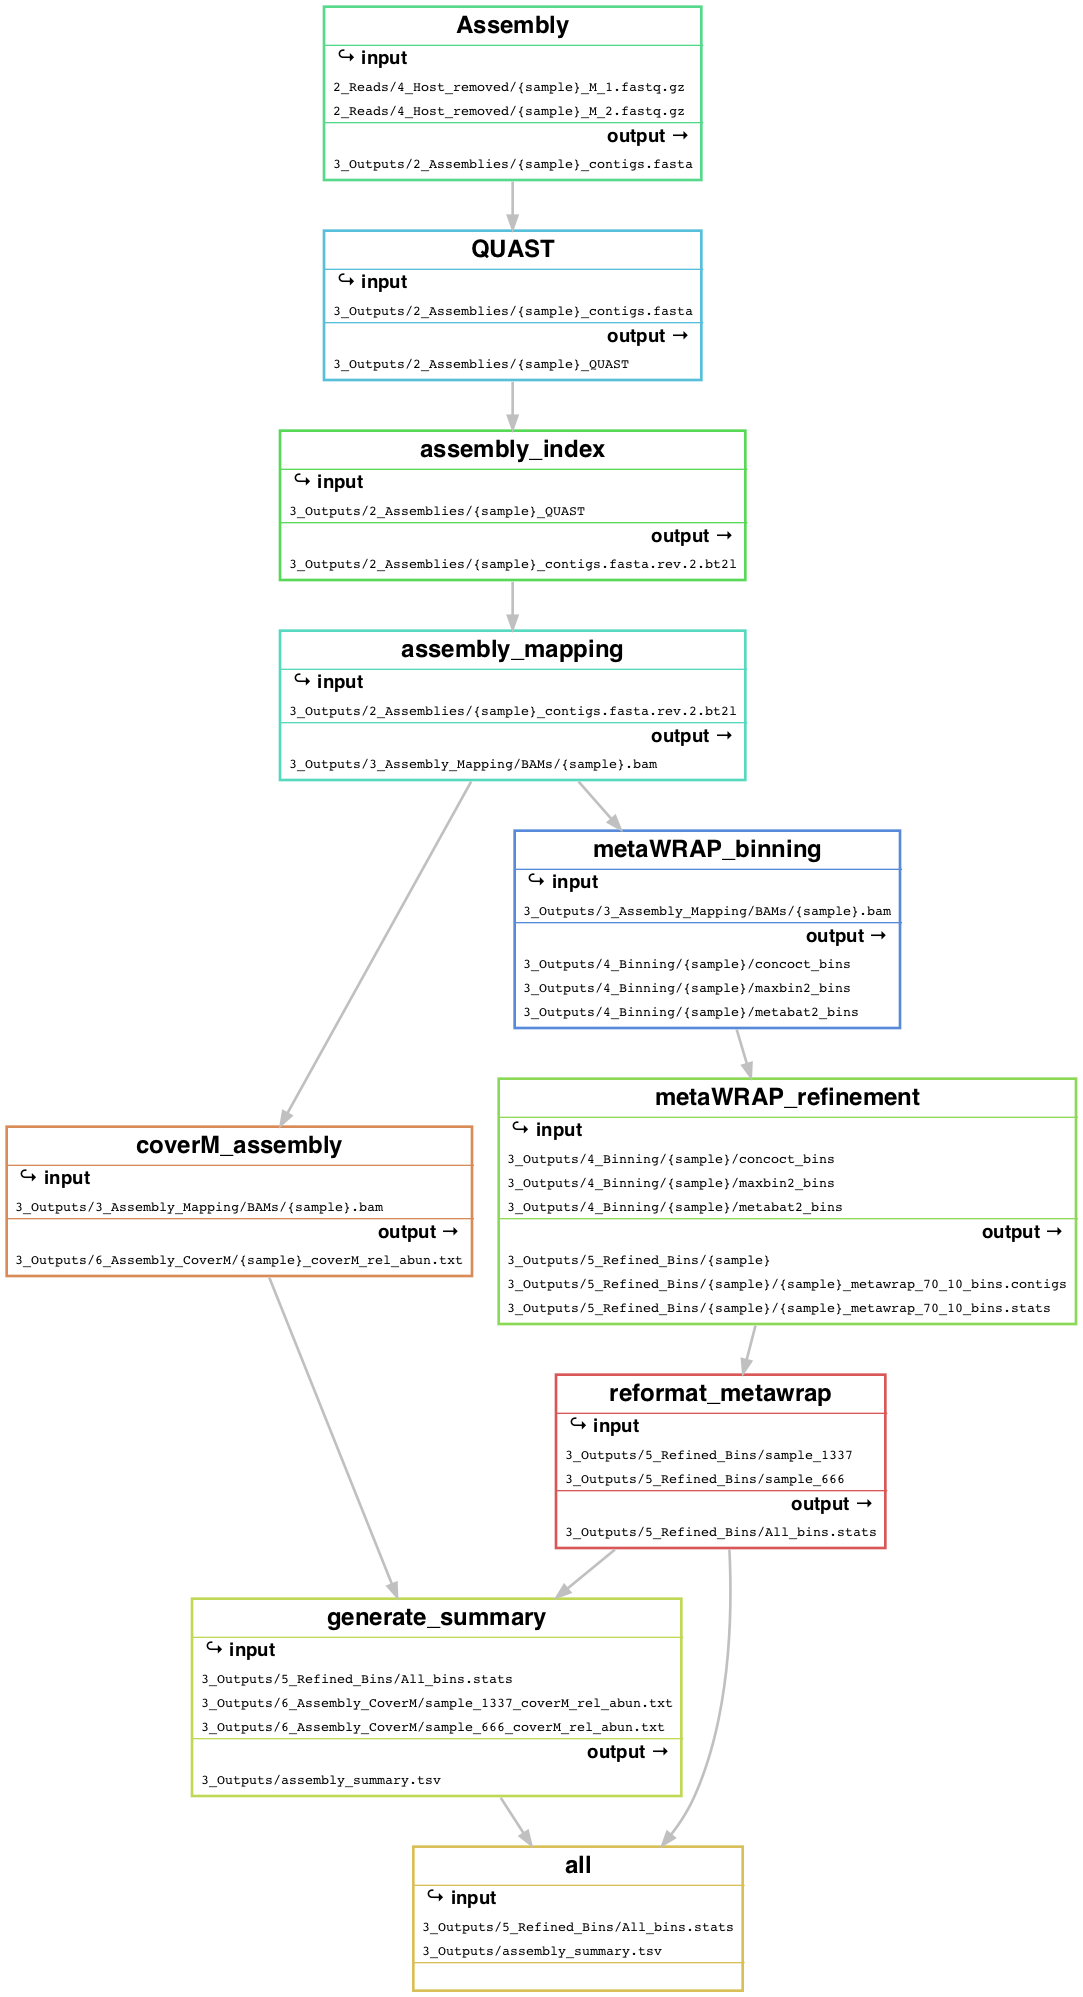 Assembly
↪ input
2_Reads/4_Host_removed/{sample}_M_1.fastq.gz
2_Reads/4_Host_removed/{sample}_M_2.fastq.gz
output →
3_Outputs/2_Assemblies/{sample}_contigs.fasta
QUAST
↪ input
3_Outputs/2_Assemblies/{sample}_contigs.fasta
output →
3_Outputs/2_Assemblies/{sample}_QUAST
assembly_index
↪ input
3_Outputs/2_Assemblies/{sample}_QUAST
output →
3_Outputs/2_Assemblies/{sample}_contigs.fasta.rev.2.bt2l
assembly_mapping
↪ input
3_Outputs/2_Assemblies/{sample}_contigs.fasta.rev.2.bt2l
output →
3_Outputs/3_Assembly_Mapping/BAMs/{sample}.bam
metaWRAP_binning
↪ input
3_Outputs/3_Assembly_Mapping/BAMs/{sample}.bam
output →
3_Outputs/4_Binning/{sample}/concoct_bins
3_Outputs/4_Binning/{sample}/maxbin2_bins
3_Outputs/4_Binning/{sample}/metabat2_bins
metaWRAP_refinement
↪ input
3_Outputs/4_Binning/{sample}/concoct_bins
3_Outputs/4_Binning/{sample}/maxbin2_bins
3_Outputs/4_Binning/{sample}/metabat2_bins
output →
3_Outputs/5_Refined_Bins/{sample}
3_Outputs/5_Refined_Bins/{sample}/{sample}_metawrap_70_10_bins.contigs
3_Outputs/5_Refined_Bins/{sample}/{sample}_metawrap_70_10_bins.stats
coverM_assembly
↪ input
3_Outputs/3_Assembly_Mapping/BAMs/{sample}.bam
output →
3_Outputs/6_Assembly_CoverM/{sample}_coverM_rel_abun.txt
reformat_metawrap
↪ input
3_Outputs/5_Refined_Bins/sample_1337
3_Outputs/5_Refined_Bins/sample_666
output →
3_Outputs/5_Refined_Bins/All_bins.stats
generate_summary
↪ input
3_Outputs/5_Refined_Bins/All_bins.stats
3_Outputs/6_Assembly_CoverM/sample_1337_coverM_rel_abun.txt
3_Outputs/6_Assembly_CoverM/sample_666_coverM_rel_abun.txt
output →
3_Outputs/assembly_summary.tsv
all
↪ input
3_Outputs/5_Refined_Bins/All_bins.stats
3_Outputs/assembly_summary.tsv